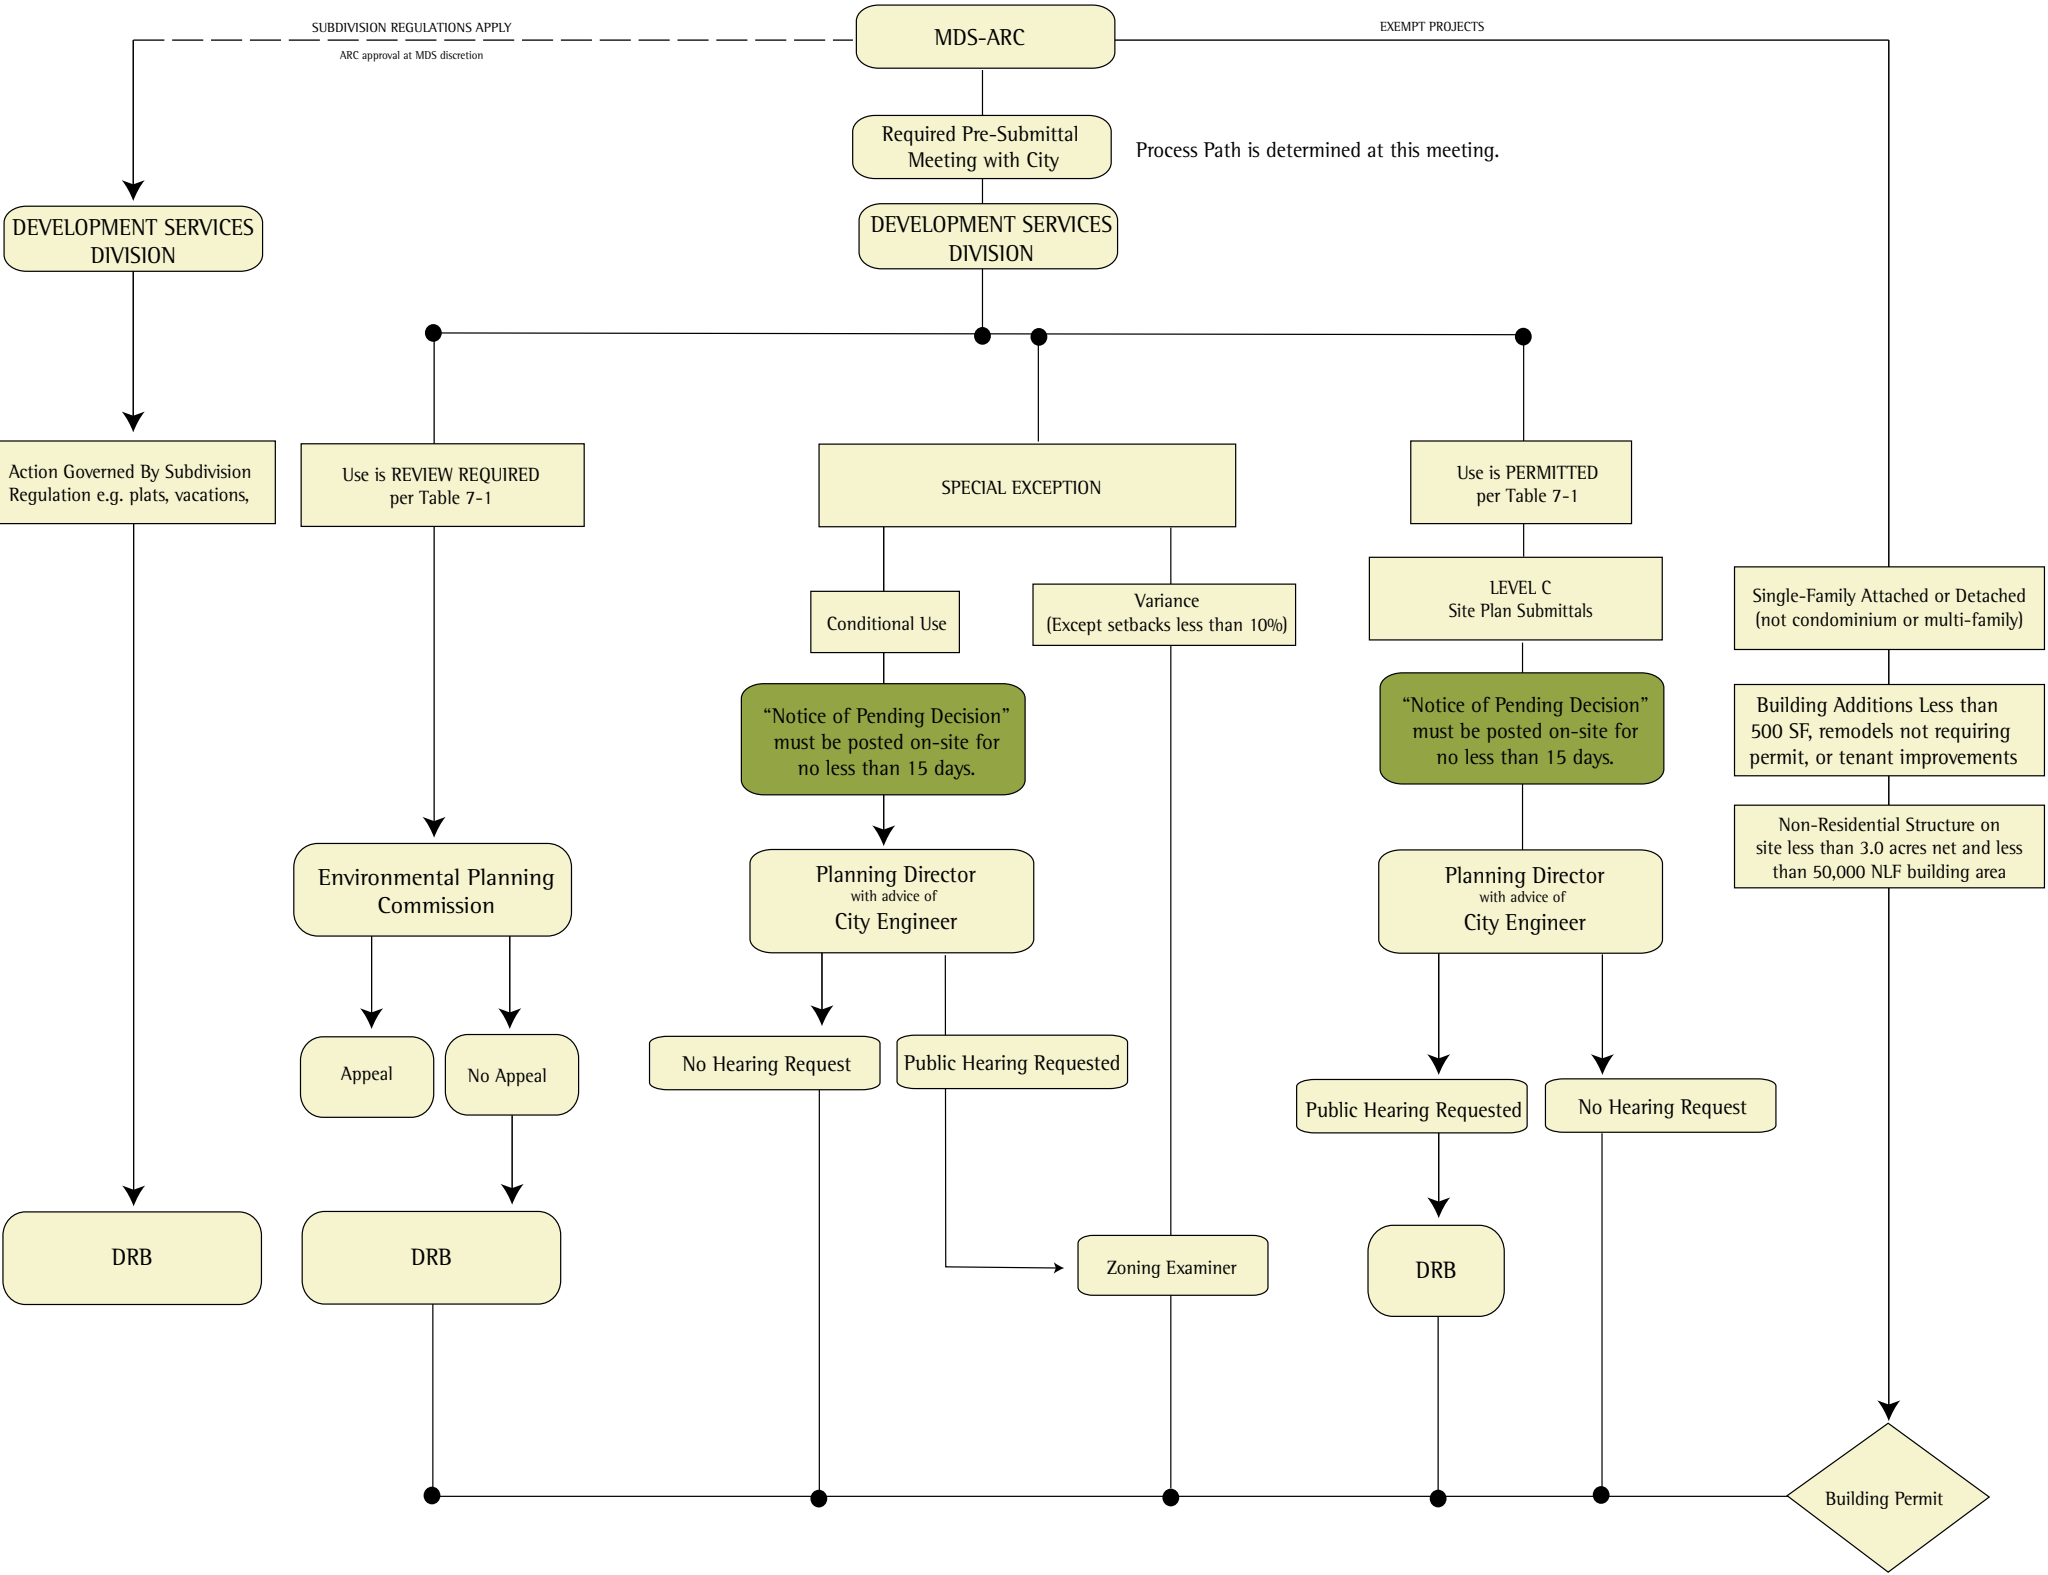 SUBDIVISION REGULATIONS APPLY
ARC approval at MDS discretion
MDS-ARC
EXEMPT PROJECTS
Required Pre-Submittal
Meeting with City
Process Path is determined at this meeting.
DEVELOPMENT SERVICES
DIVISION
DEVELOPMENT SERVICES
DIVISION
Action Governed By Subdivision
Regulation e.g. plats, vacations,
Use is REVIEW REQUIRED
per Table 7-1
SPECIAL EXCEPTION
Use is PERMITTED
per Table 7-1
Conditional Use
Variance
(Except setbacks less than 10%)
LEVEL C
Site Plan Submittals
Single-Family Attached or Detached
(not condominium or multi-family)
“Notice of Pending Decision”
must be posted on-site for
no less than 15 days.
“Notice of Pending Decision”
must be posted on-site for
no less than 15 days.
Building Additions Less than
500 SF, remodels not requiring
permit, or tenant improvements
Non-Residential Structure on
site less than 3.0 acres net and less
than 50,000 NLF building area
Environmental Planning
Commission
Planning Director
with advice of
City Engineer
Planning Director
with advice of
City Engineer
Appeal
No Appeal
No Hearing Request
Public Hearing Requested
Public Hearing Requested
No Hearing Request
DRB
DRB
Zoning Examiner
DRB
Building Permit